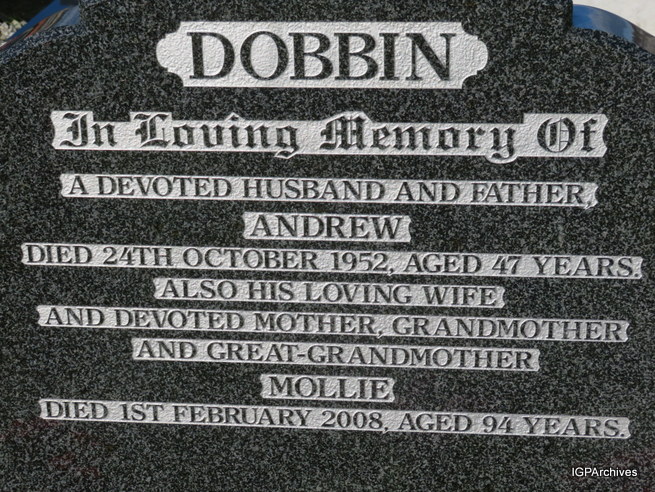 DOBBIN
In Loving Memory Of
A DEVOTED HUSBAND AND FATHER,
ANDREW
DIED 24TH OCTOBER 1952, AGED 47 YEARS.
ALSO HIS LOVING WIFE
AND DEVOTED MOTHER, GRANDMOTHER
AND GREAT-GRANDMOTHER
MOLLIE
DIED 1ST FEBRUARY 2008, AGED 94 YEARS.
IGPArchives